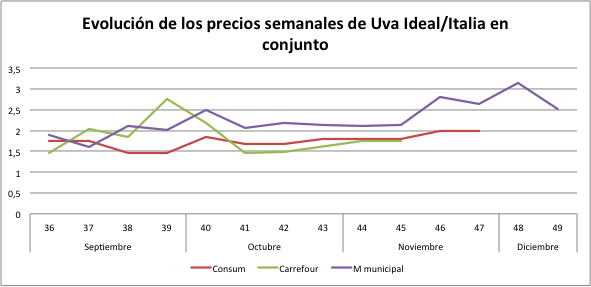 Evolución de los precios semanales de Uva Ideal/Italia en
conjunto
3,5
3
2,5
2
1,5
1
0,5
0
36 37 38 39 40 41 42 43 44 45 46 47 48 49
Septiembre Octubre Noviembre Diciembre
Consum Carrefour M municipal